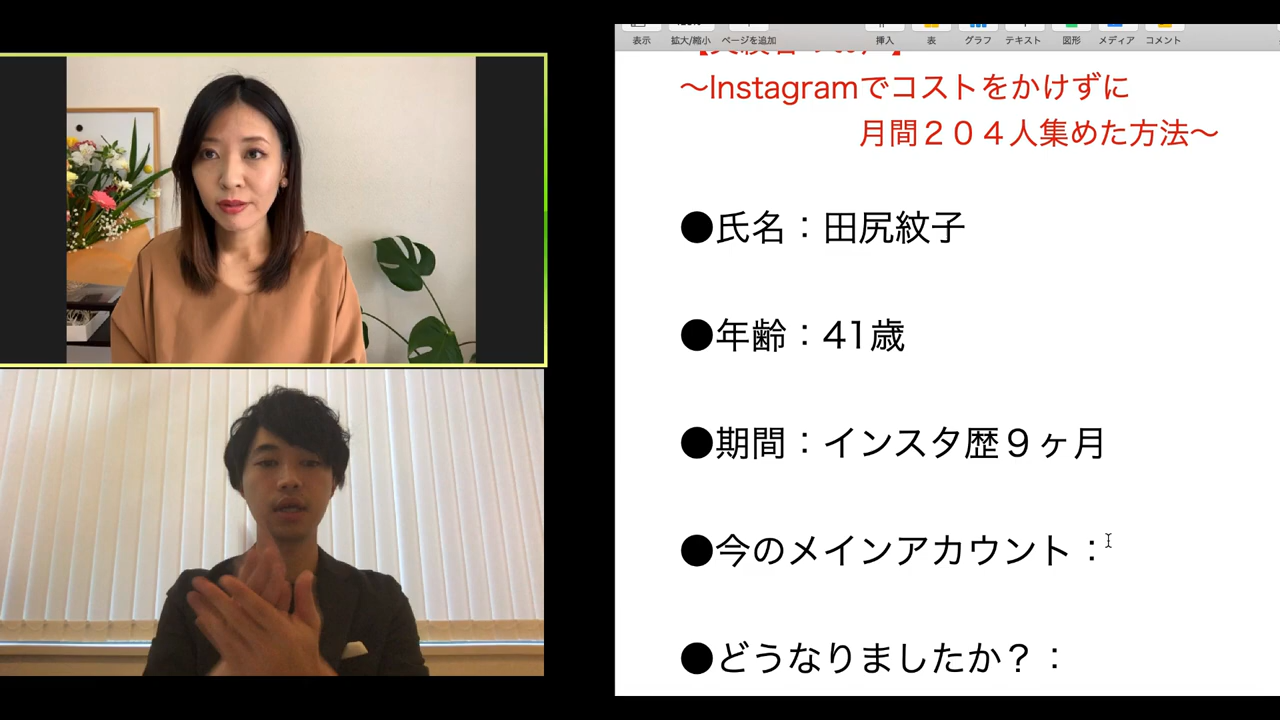 表示
拡大/縮小
ページを追加
挿入
表
グラフ
テキスト
図形
メディア
コメント
〜Instagramでコストをかけずに
月間２０４人集めた方法〜
●氏名：田尻紋子
●年齢：41歳
●期間：インスタ歴９ヶ月
●今のメインアカウント：
●どうなりましたか？：